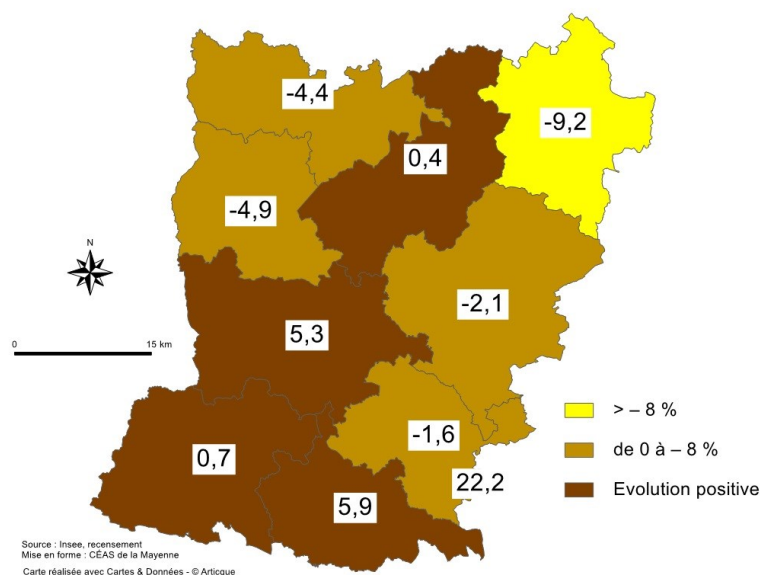 -4,4
-9,2
0,4
-4,9
N
-2,1
5,3
0
15 km
> – 8 %
-1,6
de 0 à – 8 %
0,7
22,2
5,9
Evolution positive
Source : Insee, recensement
Mise en forme : CÉAS de la Mayenne
Carte réalisée avec Cartes & Données - © Articque